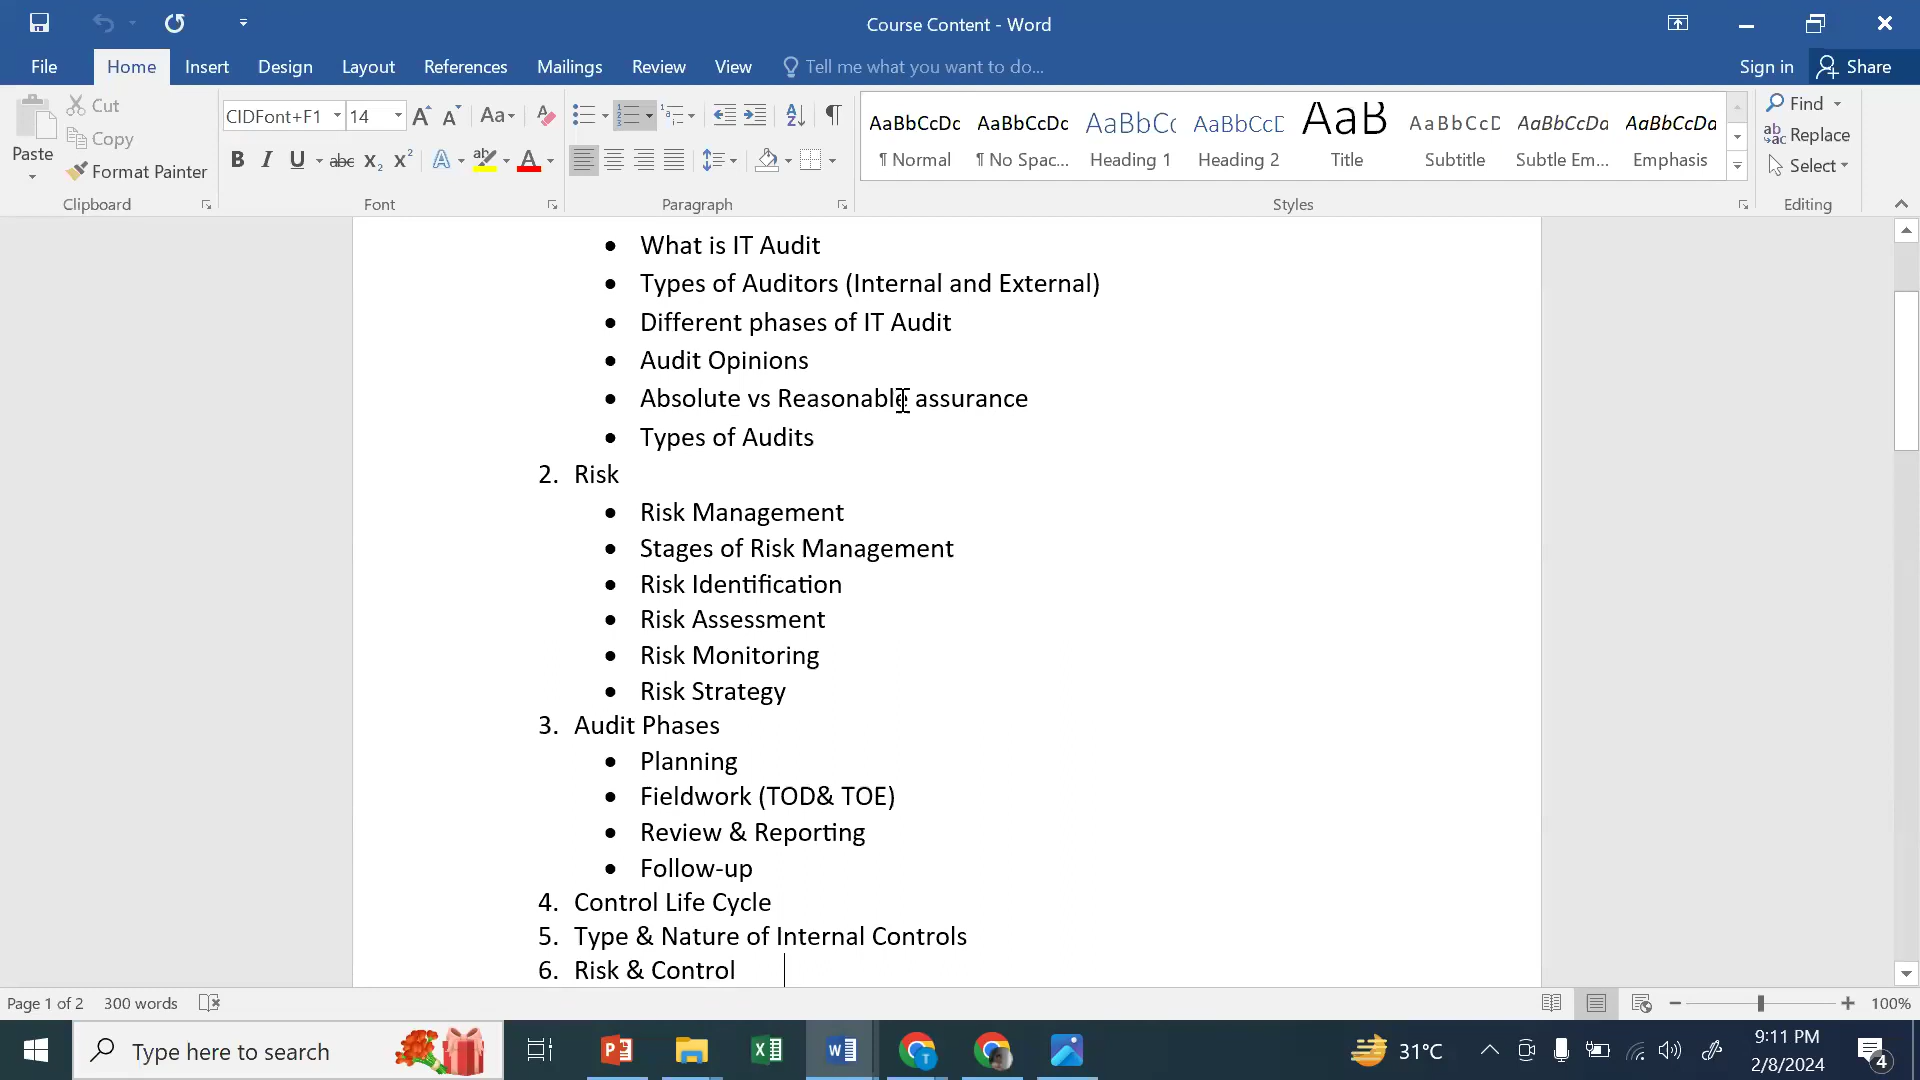 Course Content - Word
File Home Insert Design Layout References Mailings Review View Tell me what you want to do... Sign in Share
Paste
Cut
Copy
Format Painter
Clipboard
CIDFont+F1 14
Font
Paragraph
AaBbCcDc AaBbCcDc AaBbCc AaBbCcD AaB AaBbCcD AaBbCcDa AaBbCcDa
¶ Normal ¶ No Spac... Heading 1 Heading 2 Title Subtitle Subtle Em... Emphasis
Styles
Find
Replace
Select
Editing
• What is IT Audit
• Types of Auditors (Internal and External)
• Different phases of IT Audit
• Audit Opinions
• Absolute vs Reasonable assurance
• Types of Audits
2. Risk
• Risk Management
• Stages of Risk Management
• Risk Identification
• Risk Assessment
• Risk Monitoring
• Risk Strategy
3. Audit Phases
• Planning
• Fieldwork (TOD& TOE)
• Review & Reporting
• Follow-up
4. Control Life Cycle
5. Type & Nature of Internal Controls
6. Risk & Control
Page 1 of 2 300 words 100%
Type here to search
31°C
9:11 PM
2/8/2024
4